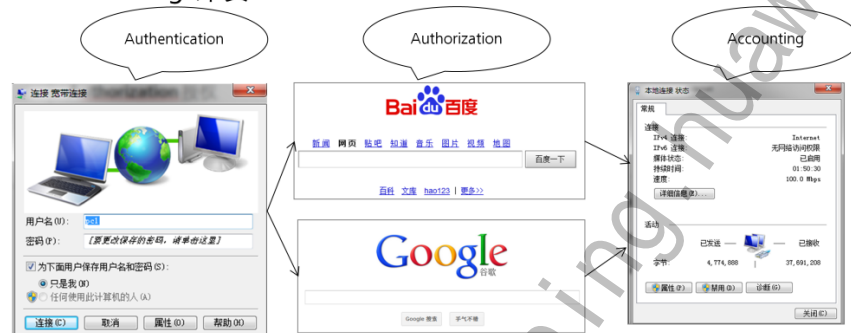 Authentication
Authorization
Accounting
连接 宽带连接
用户名(U):
密码(P):
[要更改保存的密码，请单击这里]
为下面用户保存用户名和密码(S):
只是我(N)
任何使用此计算机的人(A)
连接(C) 取消 属性(O) 帮助(H)
Bai du 百度
新闻 网页 贴吧 知道 音乐 图片 视频 地图
百度一下
百科 文库 hao123 | 更多>>
Google
谷歌
Google 搜索 手气不错
本地连接 状态
常规
连接
IPv4 连接: Internet
IPv6 连接: 无网络访问权限
媒体状态: 已启用
持续时间: 01:50:30
速度: 100.0 Mbps
详细信息(E)...
活动
已发送 — — 已接收
字节: 4,774,888 | 37,691,208
属性(P) 禁用(D) 诊断(G)
关闭(C)